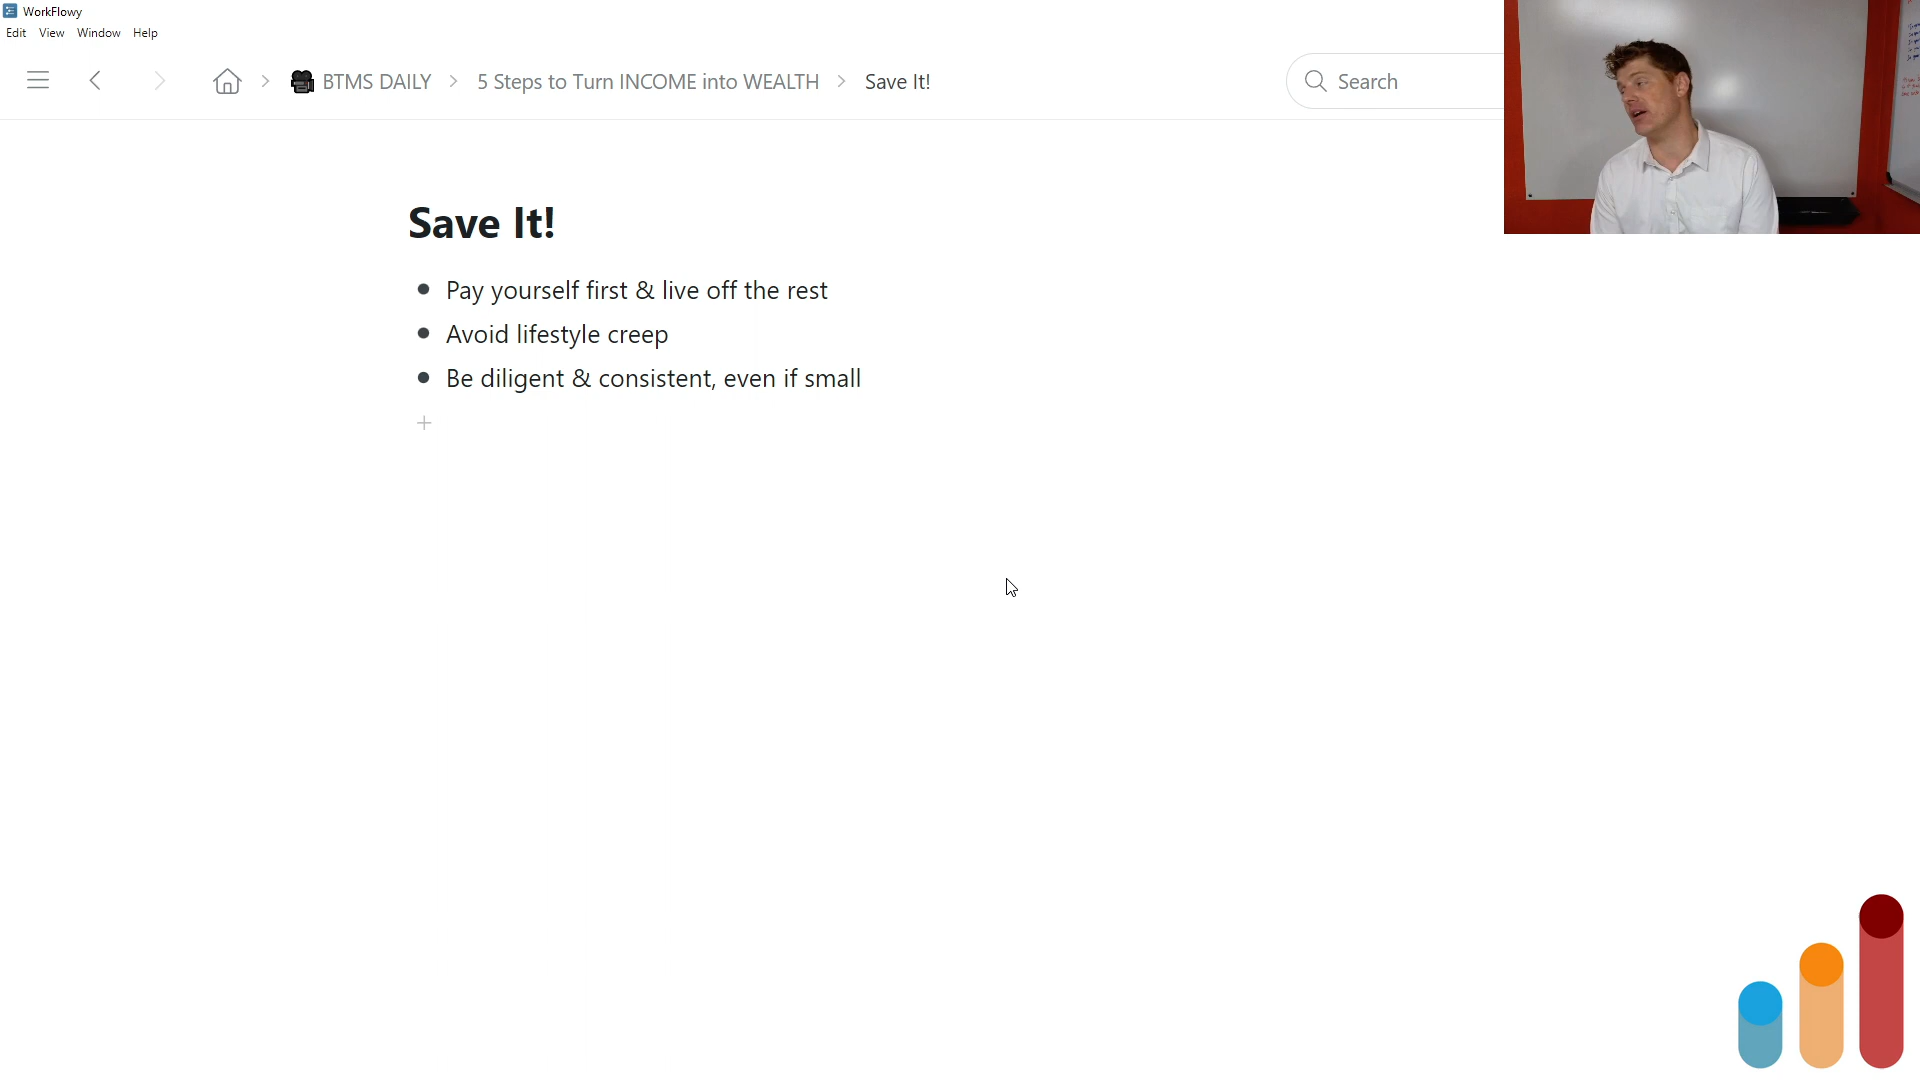 WorkFlowy
Edit View Window Help
BTMS DAILY > 5 Steps to Turn INCOME into WEALTH > Save It!
Search
Save It!
Pay yourself first & live off the rest
Avoid lifestyle creep
Be diligent & consistent, even if small